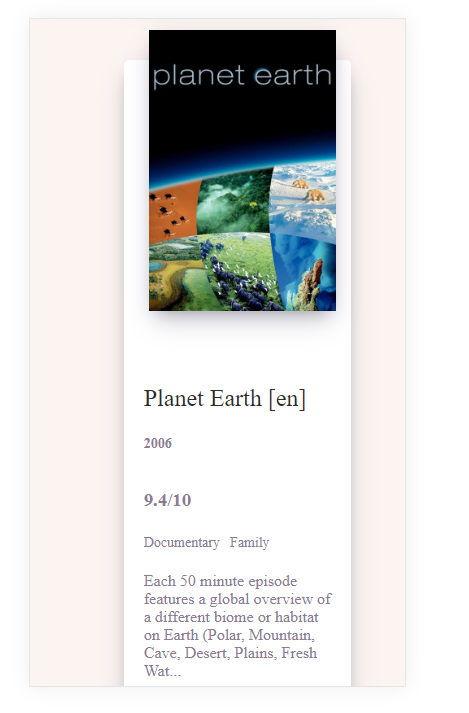 planet earth
Planet Earth [en]
2006
9.4/10
Documentary Family
Each 50 minute episode
features a global overview of
a different biome or habitat
on Earth (Polar, Mountain,
Cave, Desert, Plains, Fresh
Wat...